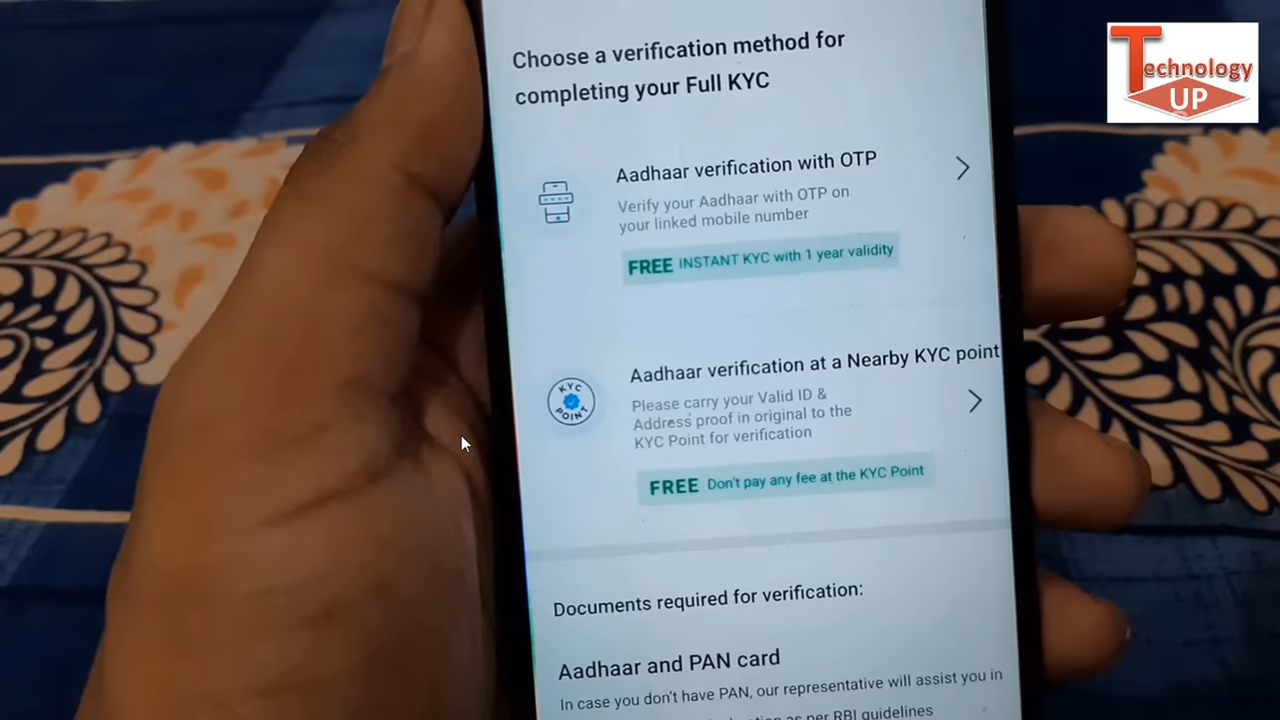 Technology
UP
Choose a verification method for
completing your Full KYC
Aadhaar verification with OTP
Verify your Aadhaar with OTP on
your linked mobile number
FREE INSTANT KYC with 1 year validity
Aadhaar verification at a Nearby KYC point
KYC
POINT
Please carry your Valid ID &
Address proof in original to the
KYC Point for verification
FREE Don't pay any fee at the KYC Point
Documents required for verification:
Aadhaar and PAN card
In case you don't have PAN, our representative will assist you in
as per RBI guidelines